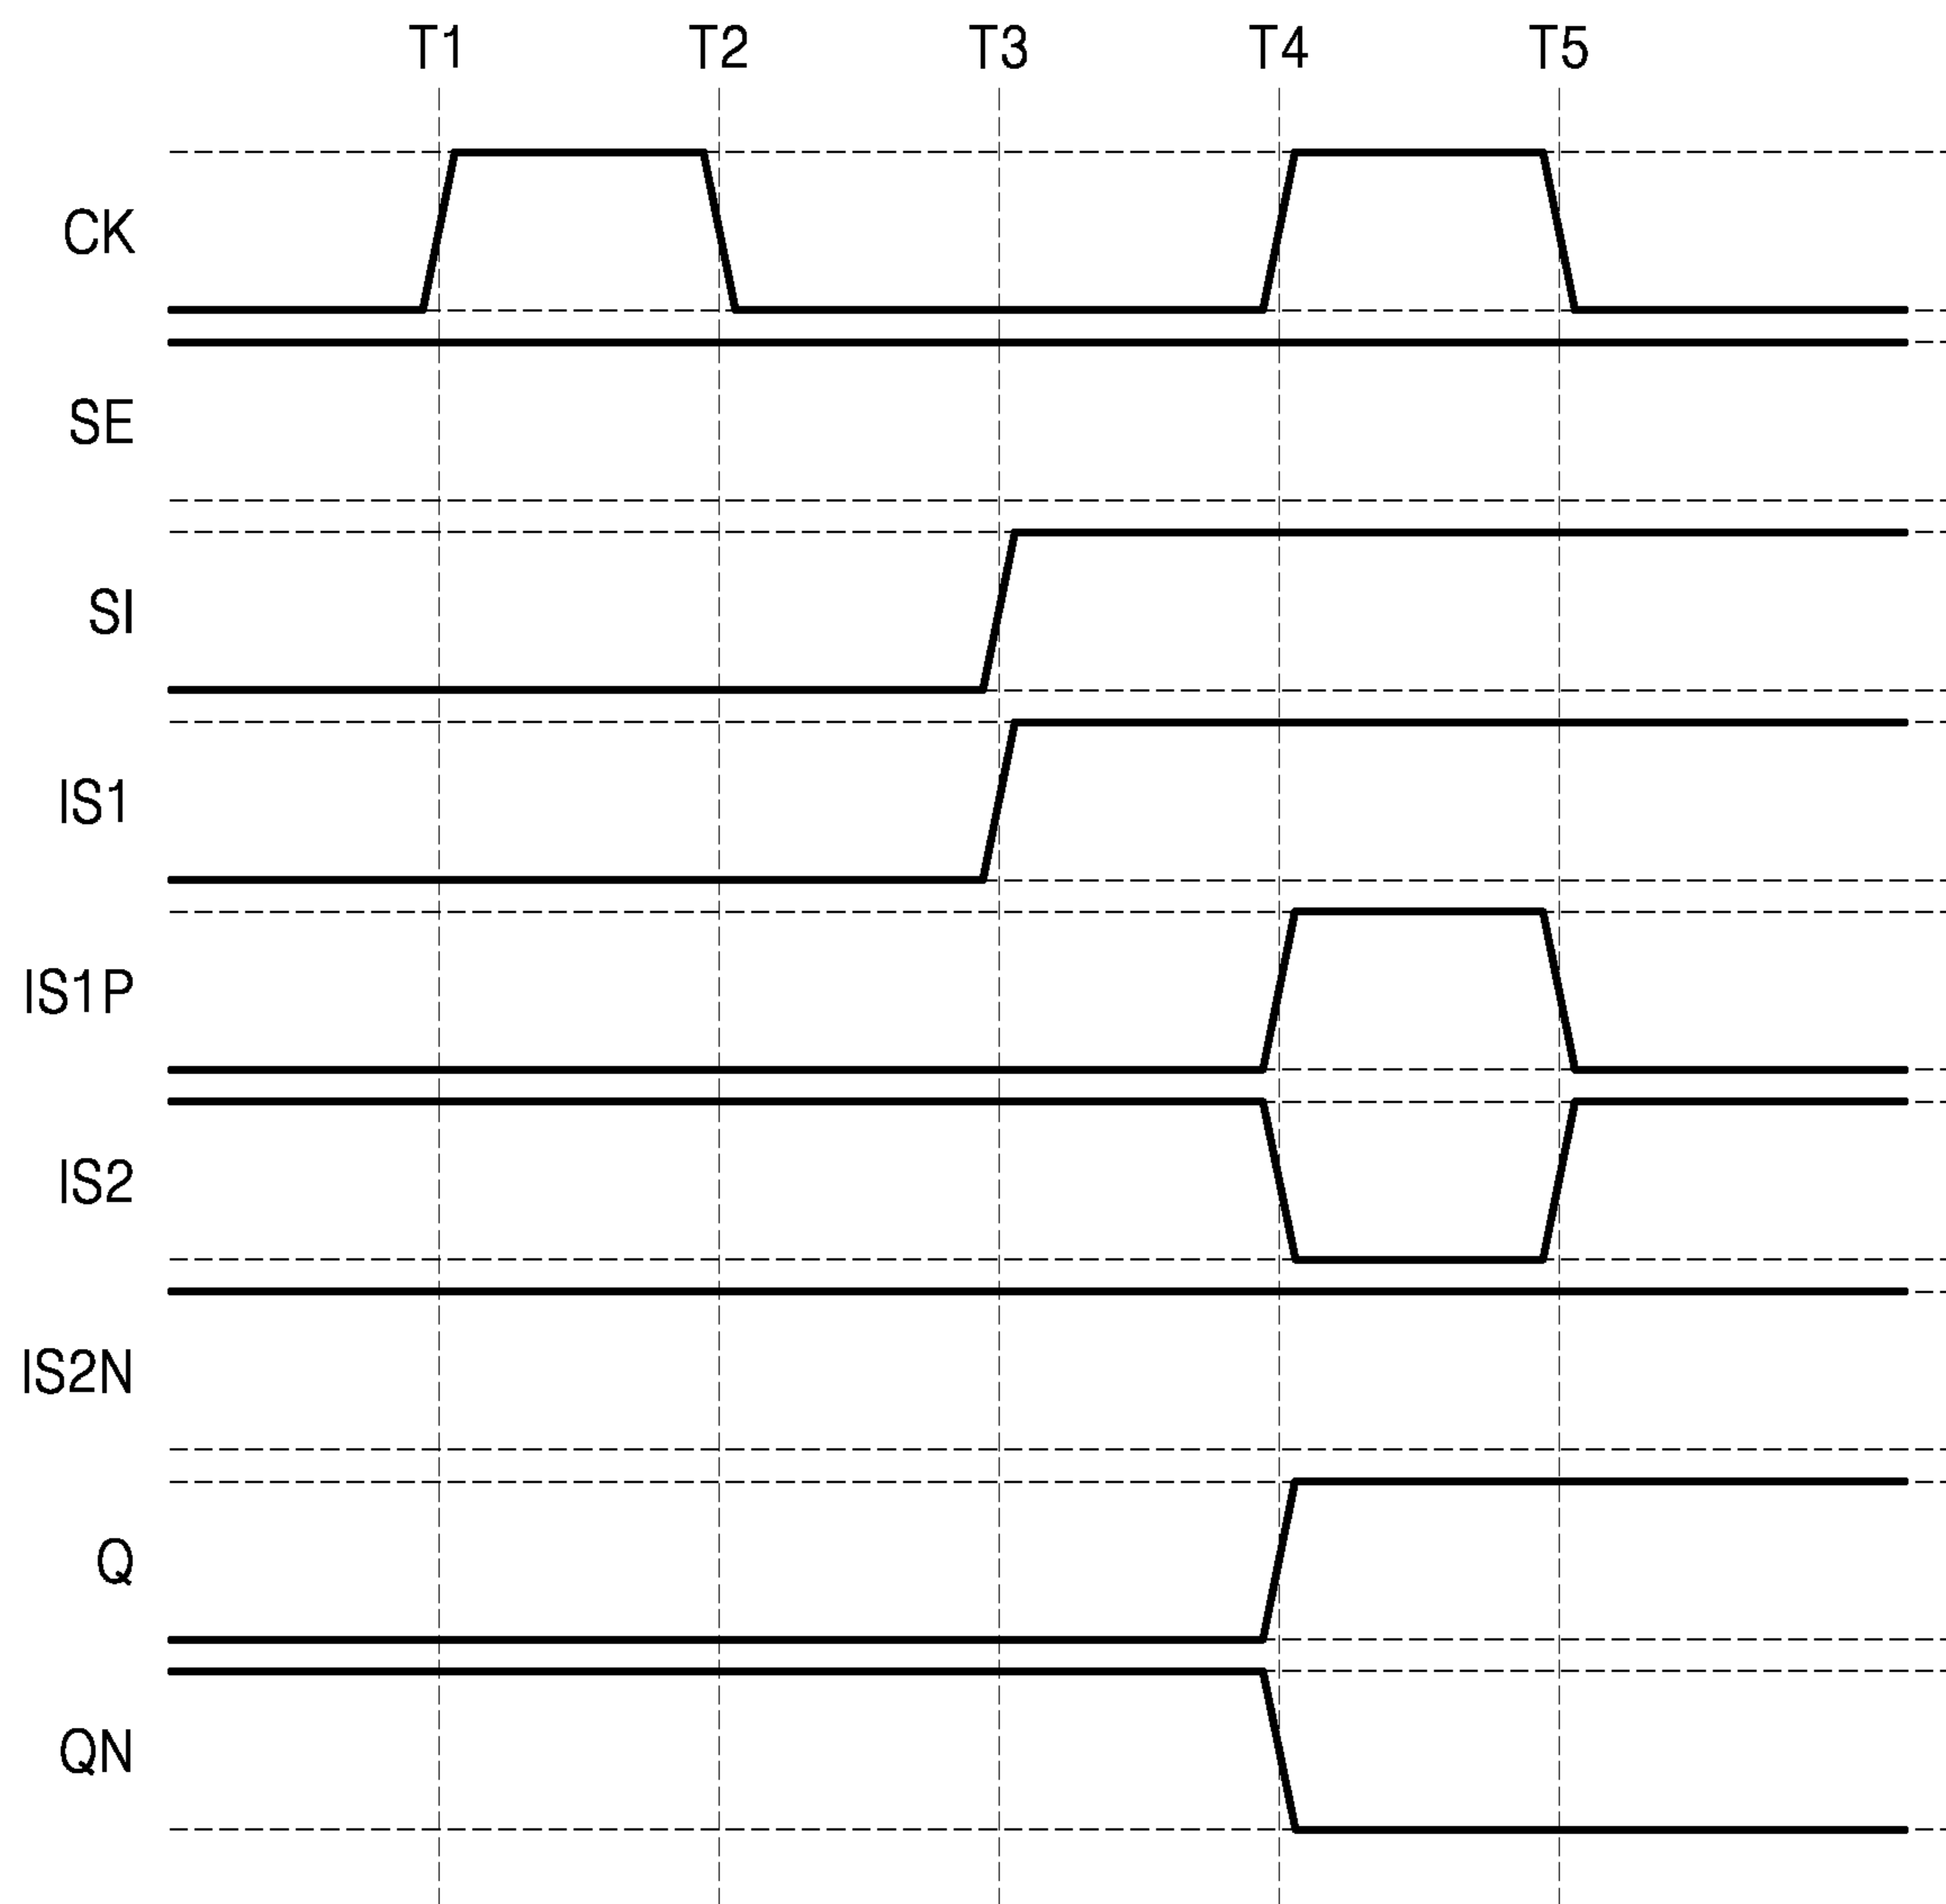 T1 T2 T3 T4 T5
CK
SE
SI
IS1
IS1P
IS2
IS2N
Q
QN